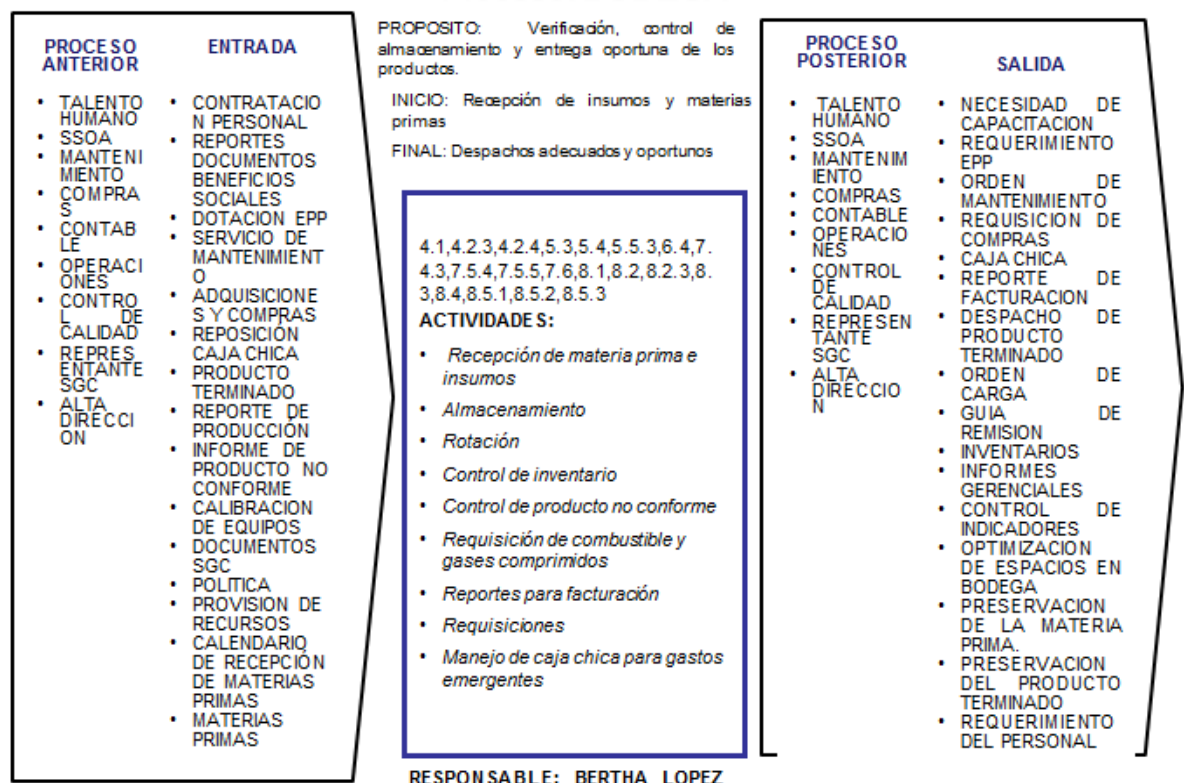 PROCESO
ANTERIOR
• TALENTO
HUMANO
• SSOA
• MANTENI
MIENTO
• COMPRA
S
• CONTAB
LE
• OPERACI
ONES
• CONTRO
L DE
CALIDAD
• REPRES
ENTANTE
SGC
• ALTA
DIRECCI
ON
ENTRADA
• CONTRATACIO
N PERSONAL
• REPORTES
DOCUMENTOS
BENEFICIOS
SOCIALES
• DOTACION EPP
• SERVICIO DE
MANTENIMIENT
O
• ADQUISICIONE
S Y COMPRAS
• REPOSICIÓN
CAJA CHICA
• PRODUCTO
TERMINADO
• REPORTE DE
PRODUCCIÓN
• INFORME DE
PRODUCTO NO
CONFORME
• CALIBRACION
DE EQUIPOS
• DOCUMENTOS
SGC
• POLITICA
• PROVISION DE
RECURSOS
• CALENDARIO
DE RECEPCIÓN
DE MATERIAS
PRIMAS
• MATERIAS
PRIMAS
PROPOSITO: Verificación, control de
almacenamiento y entrega oportuna de los
productos.
INICIO: Recepción de insumos y materias
primas
FINAL: Despachos adecuados y oportunos
4.1,4.2.3,4.2.4,5.3,5.4,5.5.3,6.4,7.
4.3,7.5.4,7.5.5,7.6,8.1,8.2,8.2.3,8.
3,8.4,8.5.1,8.5.2,8.5.3
ACTIVIDADES:
• Recepción de materia prima e
insumos
• Almacenamiento
• Rotación
• Control de inventario
• Control de producto no conforme
• Requisición de combustible y
gases comprimidos
• Reportes para facturación
• Requisiciones
• Manejo de caja chica para gastos
emergentes
RESPONSABLE: BERTHA LOPEZ
PROCESO
POSTERIOR
• TALENTO
HUMANO
• SSOA
• MANTENIM
IENTO
• COMPRAS
• CONTABLE
• OPERACIO
NES
• CONTROL
DE
CALIDAD
• REPRESEN
TANTE
SGC
• ALTA
DIRECCIO
N
SALIDA
• NECESIDAD DE
CAPACITACION
• REQUERIMIENTO
EPP
• ORDEN DE
MANTENIMIENTO
• REQUISICION DE
COMPRAS
• CAJA CHICA
• REPORTE DE
FACTURACION
• DESPACHO DE
PRODUCTO
TERMINADO
• ORDEN DE
CARGA
• GUIA DE
REMISION
• INVENTARIOS
• INFORMES
GERENCIALES
• CONTROL DE
INDICADORES
• OPTIMIZACION
DE ESPACIOS EN
BODEGA
• PRESERVACION
DE LA MATERIA
PRIMA.
• PRESERVACION
DEL PRODUCTO
TERMINADO
• REQUERIMIENTO
DEL PERSONAL